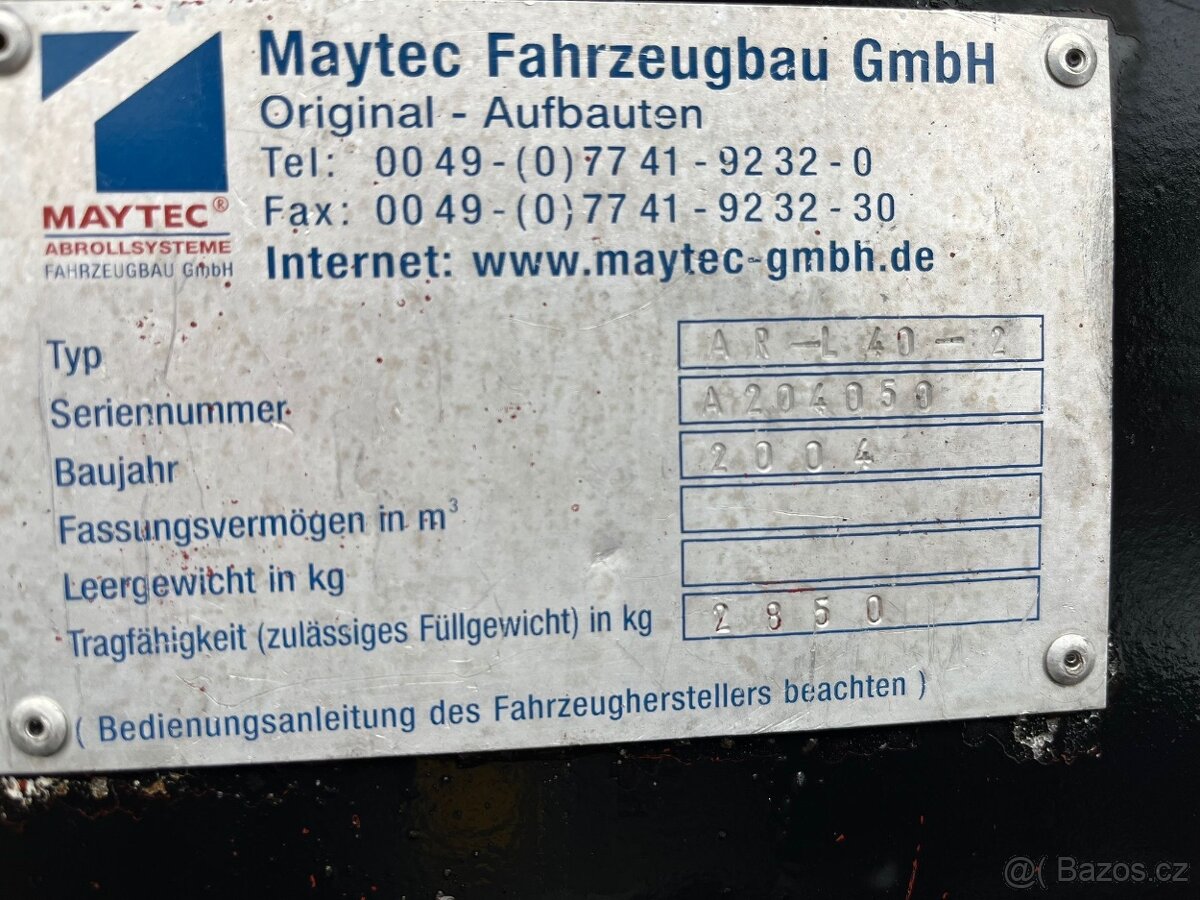 Maytec Fahrzeugbau GmbH
Original - Aufbauten
Tel: 00 49 - (0) 77 41 - 92 32 - 0
Fax: 00 49 - (0) 77 41 - 92 32 - 30
Internet: www.maytec-gmbh.de
MAYTEC®
ABROLLSYSTEME
FAHRZEUGBAU GmbH
Typ AR-L 40-2
Seriennummer A204050
Baujahr 2004
Fassungsvermögen in m³
Leergewicht in kg
Tragfähigkeit (zulässiges Füllgewicht) in kg 2850
( Bedienungsanleitung des Fahrzeugherstellers beachten )
@( Bazos.cz